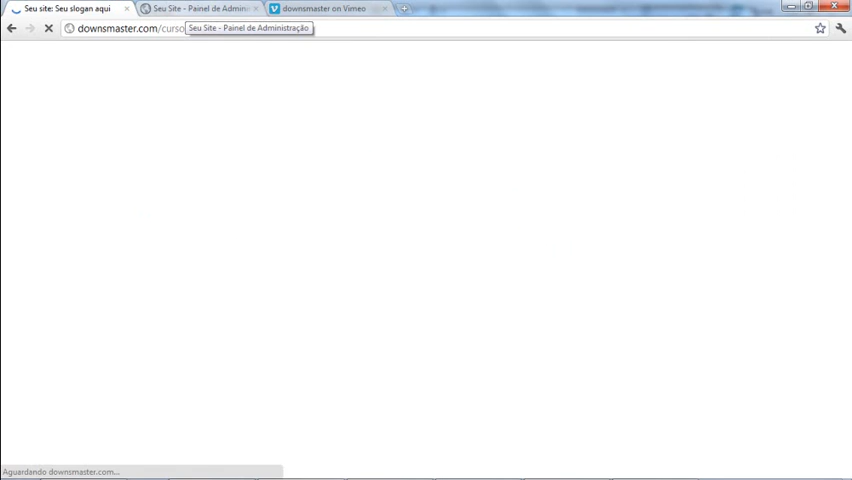 Seu site: Seu slogan aqui
Seu Site - Painel de Admini
downsmaster on Vimeo
downsmaster.com/curso
Seu Site - Painel de Administração
Aguardando downsmaster.com...